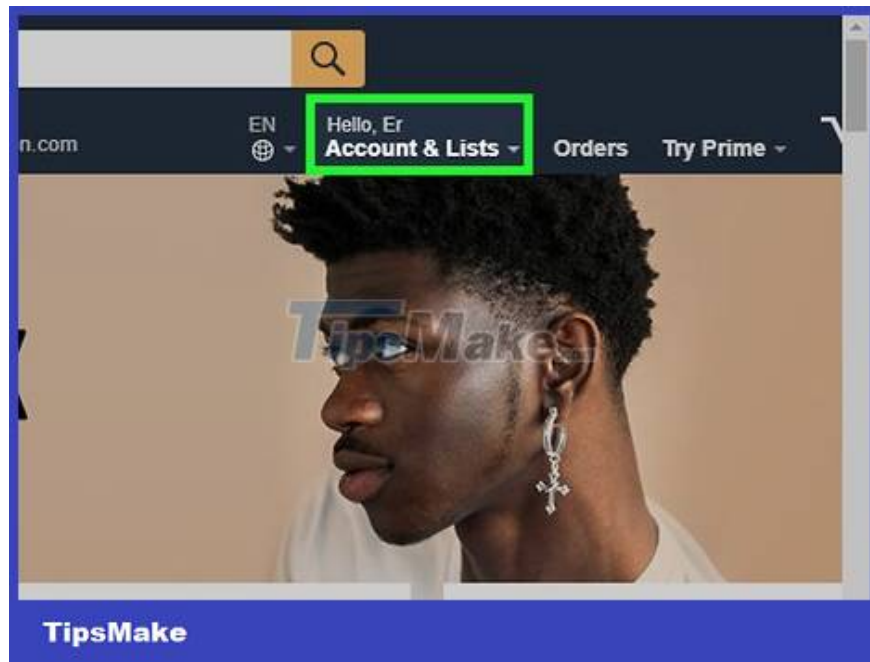 EN
Hello, Er
n.com
Account & Lists
Orders
Try Prime
TipsMake
TipsMake